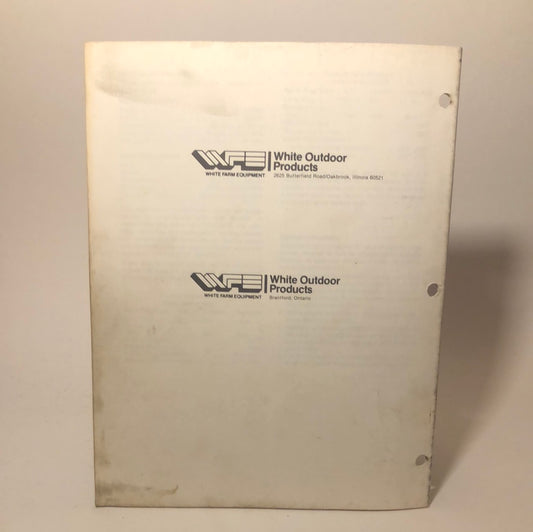 WFE
White Outdoor
Products
WHITE FARM EQUIPMENT
2625 Butterfield Road/Oakbrook, Illinois 60521
WFE
White Outdoor
Products
WHITE FARM EQUIPMENT
Brantford, Ontario